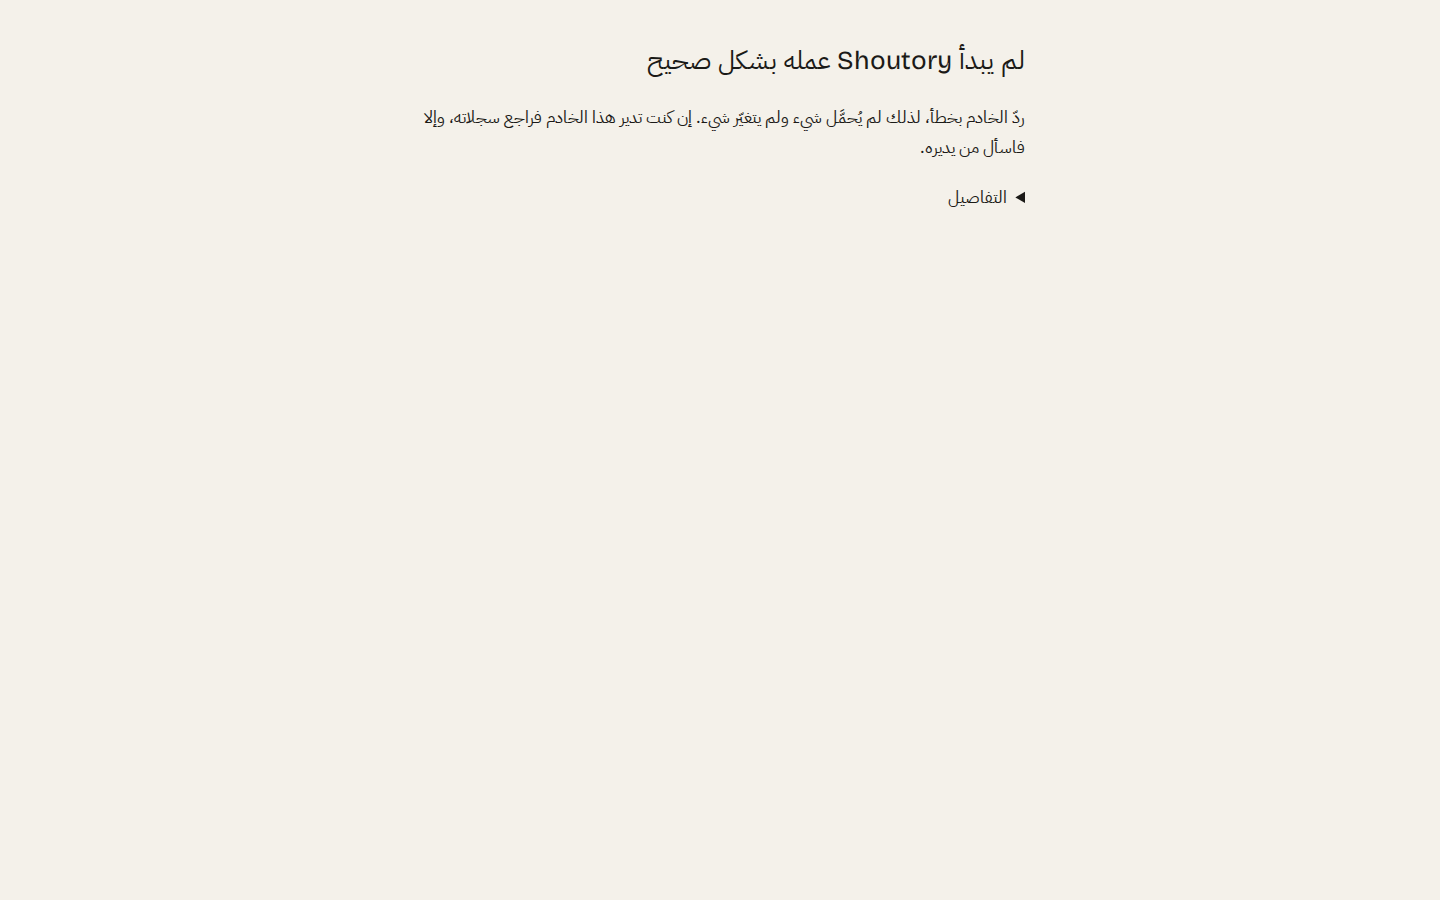 لم يبدأ Shoutory عمله بشكل صحيح
ردّ الخادم بخطأ، لذلك لم يُحمَّل شيء ولم يتغيّر شيء. إن كنت تدير هذا الخادم فراجع سجلاته، وإلا
فاسأل من يديره.
التفاصيل